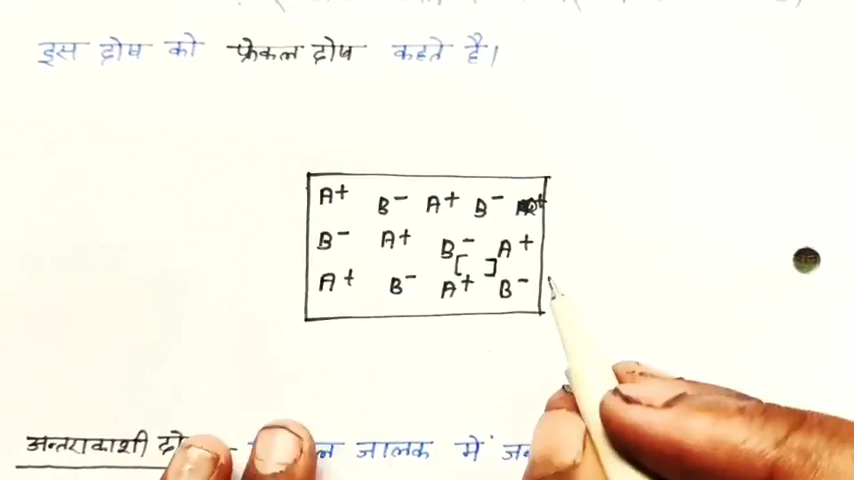 इस दोष को फ्रेकल दोष कहते है।
A+ B- A+ B-
B- A+ B- A+
[ ]
A+ B- A+ B-
अन्तराकाशी जालक में